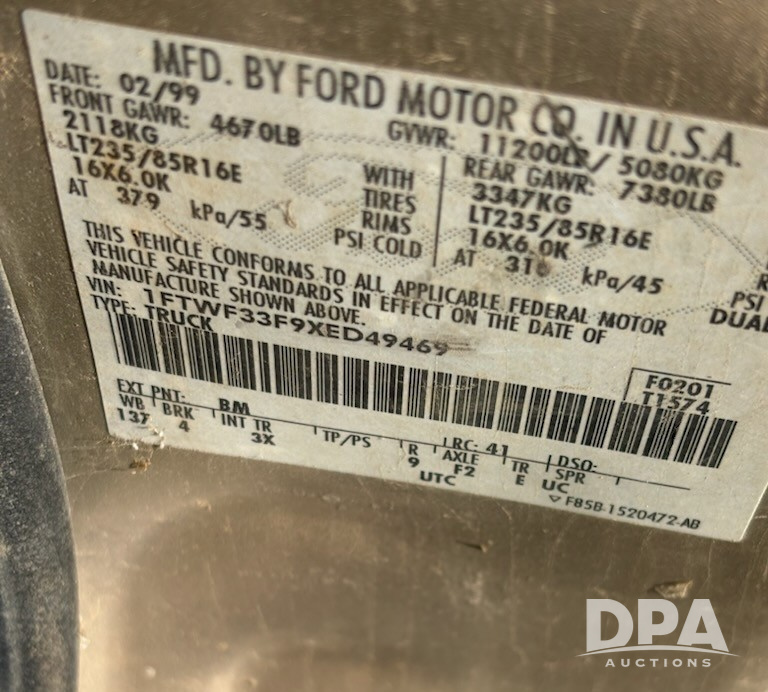 MFD. BY FORD MOTOR CO. IN U.S.A.
DATE: 02/99 GVWR: 11200LB/ 5080KG
FRONT GAWR: 4670LB REAR GAWR: 7380LB
2118KG WITH 3347KG
LT235/85R16E TIRES LT235/85R16E
16X6.0K RIMS 16X6.0K
AT 379 kPa/55 PSI COLD AT 310 kPa/45 PSI
DUAL
THIS VEHICLE CONFORMS TO ALL APPLICABLE FEDERAL MOTOR
VEHICLE SAFETY STANDARDS IN EFFECT ON THE DATE OF
MANUFACTURE SHOWN ABOVE.
VIN: 1FTWF33F9XED49469
TYPE: TRUCK
F0201
T1574
EXT PNT: BM RC: 41 DSO:
WB BRK INT TR TP/PS R AXLE TR SPR
137 4 3X 9 F2 E UC
UTC
▽ F85B-1520472-AB
DPA
AUCTIONS